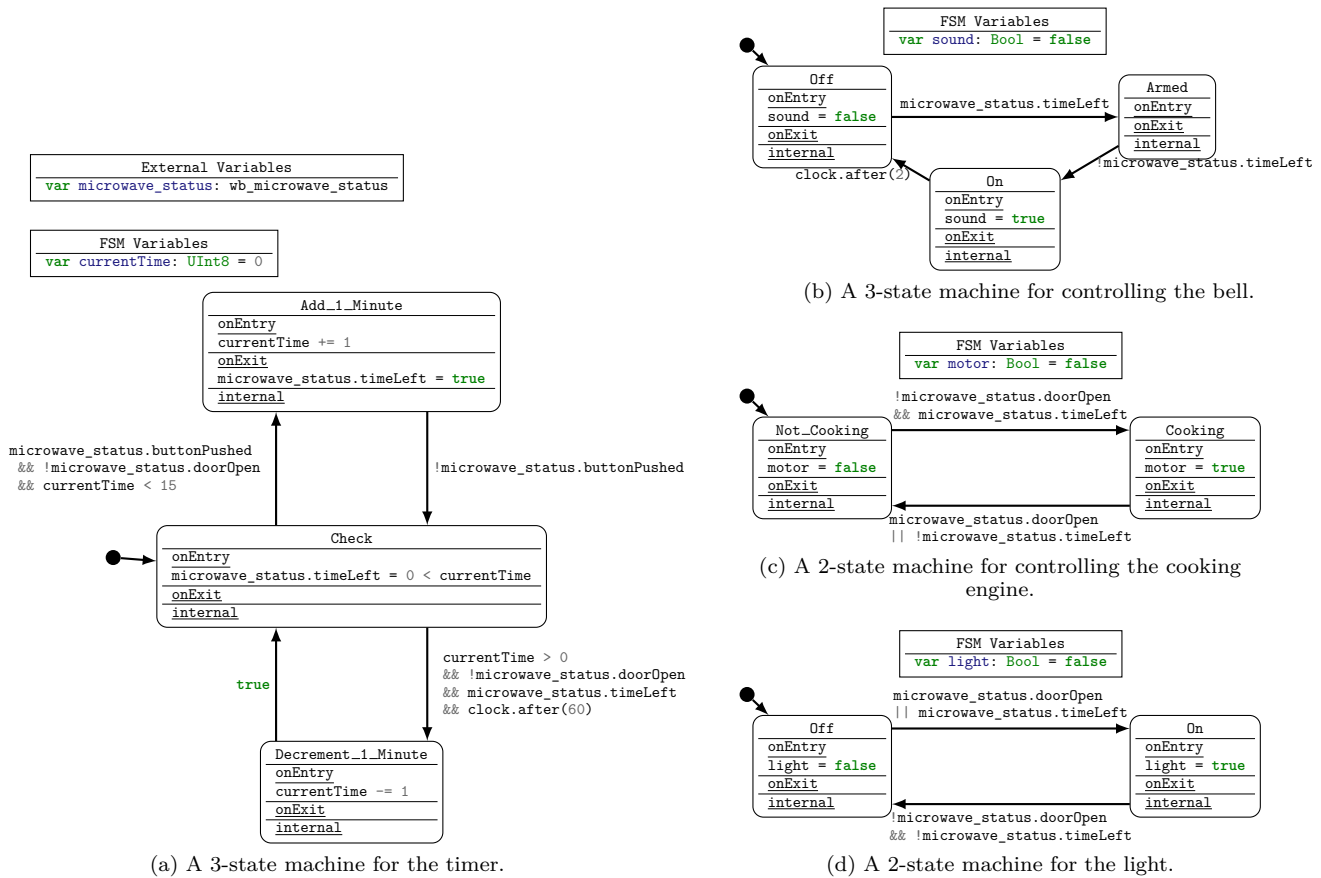 External Variables
var microwave_status: wb_microwave_status
FSM Variables
var currentTime: UInt8 = 0
Add_1_Minute
onEntry
currentTime += 1
onExit
microwave_status.timeLeft = true
internal
microwave_status.buttonPushed
&& !microwave_status.doorOpen
&& currentTime < 15
!microwave_status.buttonPushed
Check
onEntry
microwave_status.timeLeft = 0 < currentTime
onExit
internal
true
currentTime > 0
&& !microwave_status.doorOpen
&& microwave_status.timeLeft
&& clock.after(60)
Decrement_1_Minute
onEntry
currentTime -= 1
onExit
internal
(a) A 3-state machine for the timer.
FSM Variables
var sound: Bool = false
Off
onEntry
sound = false
onExit
internal
microwave_status.timeLeft
Armed
onEntry
onExit
internal
!microwave_status.timeLeft
clock.after(2)
On
onEntry
sound = true
onExit
internal
(b) A 3-state machine for controlling the bell.
FSM Variables
var motor: Bool = false
!microwave_status.doorOpen
&& microwave_status.timeLeft
Not_Cooking
onEntry
motor = false
onExit
internal
Cooking
onEntry
motor = true
onExit
internal
microwave_status.doorOpen
|| !microwave_status.timeLeft
(c) A 2-state machine for controlling the cooking
engine.
FSM Variables
var light: Bool = false
microwave_status.doorOpen
|| microwave_status.timeLeft
Off
onEntry
light = false
onExit
internal
On
onEntry
light = true
onExit
internal
!microwave_status.doorOpen
&& !microwave_status.timeLeft
(d) A 2-state machine for the light.